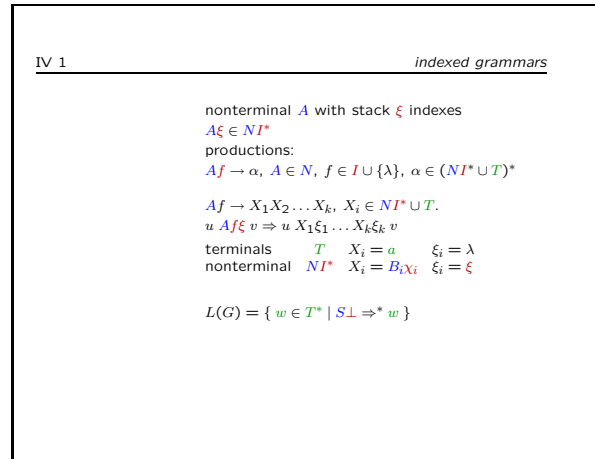 IV 1 indexed grammars
nonterminal A with stack ξ indexes
Aξ ∈ NI*
productions:
Af → α, A ∈ N, f ∈ I ∪ {λ}, α ∈ (NI* ∪ T)*
Af → X₁X₂ … Xₖ, Xᵢ ∈ NI* ∪ T.
u Afξ v ⇒ u X₁ξ₁ … Xₖξₖ v
terminals T Xᵢ = a ξᵢ = λ
nonterminal NI* Xᵢ = Bᵢχᵢ ξᵢ = ξ
L(G) = { w ∈ T* | S⊥ ⇒* w }